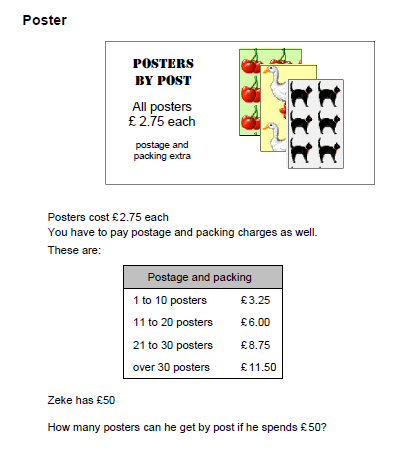 Poster
POSTERS
BY POST
All posters
£ 2.75 each
postage and
packing extra
Posters cost £2.75 each
You have to pay postage and packing charges as well.
These are:
Postage and packing
1 to 10 posters £3.25
11 to 20 posters £6.00
21 to 30 posters £8.75
over 30 posters £11.50
Zeke has £50
How many posters can he get by post if he spends £50?